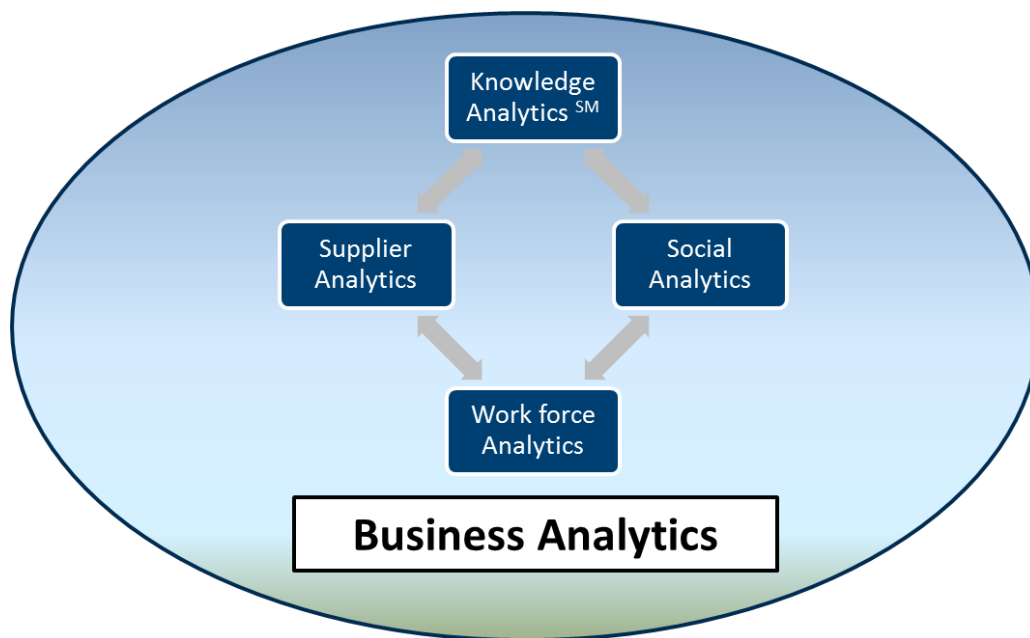 Knowledge
Analytics SM
Supplier
Analytics
Social
Analytics
Work force
Analytics
Business Analytics